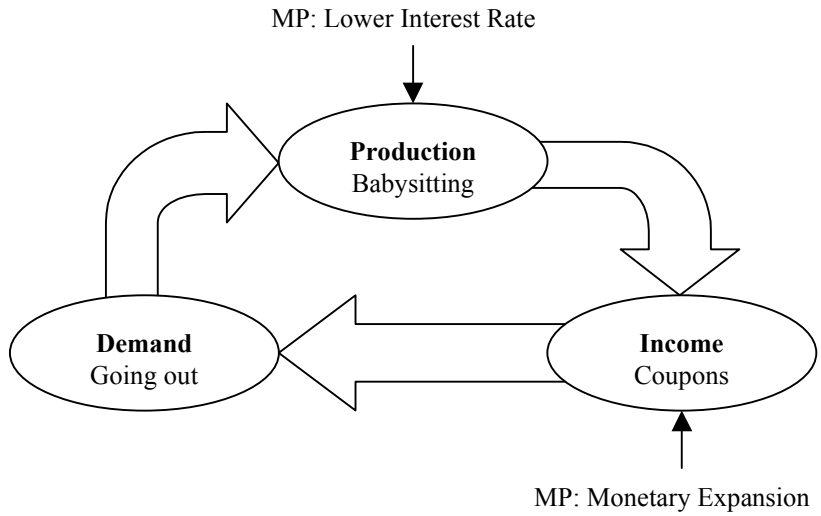 MP: Lower Interest Rate
Production
Babysitting
Demand
Going out
Income
Coupons
MP: Monetary Expansion